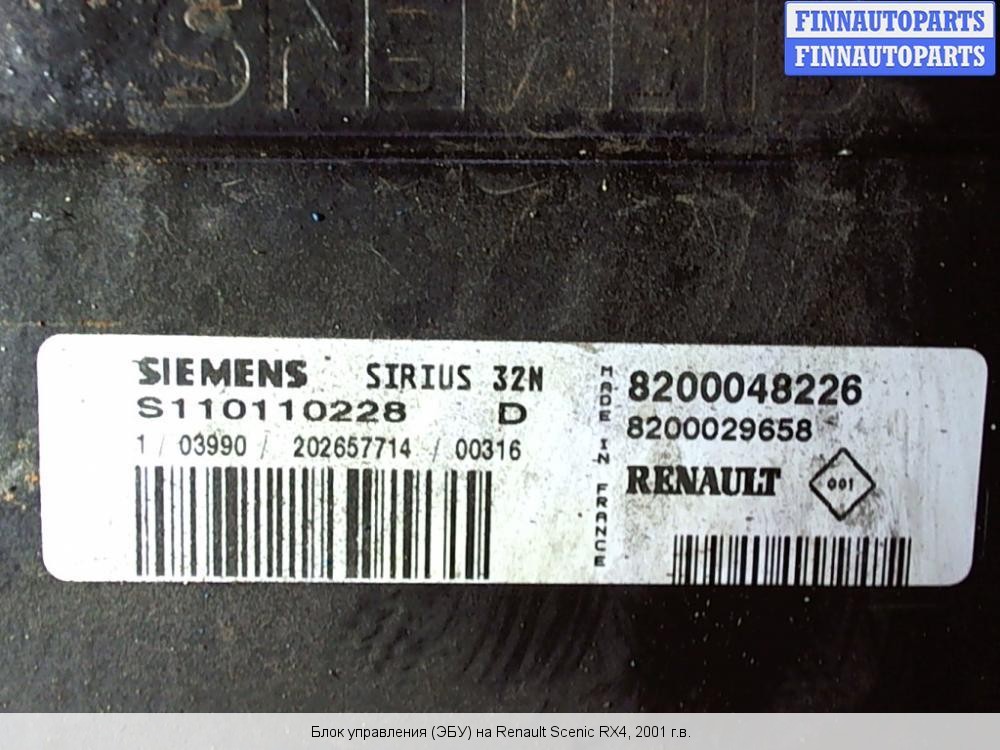 FINNAUTOPARTS
FINNAUTOPARTS
SIEMENS SIRIUS 32N
S110110228 D
1 / 03990 / 202657714 / 00316
MADE IN FRANCE
8200048226
8200029658
RENAULT 001
Блок управления (ЭБУ) на Renault Scenic RX4, 2001 г.в.